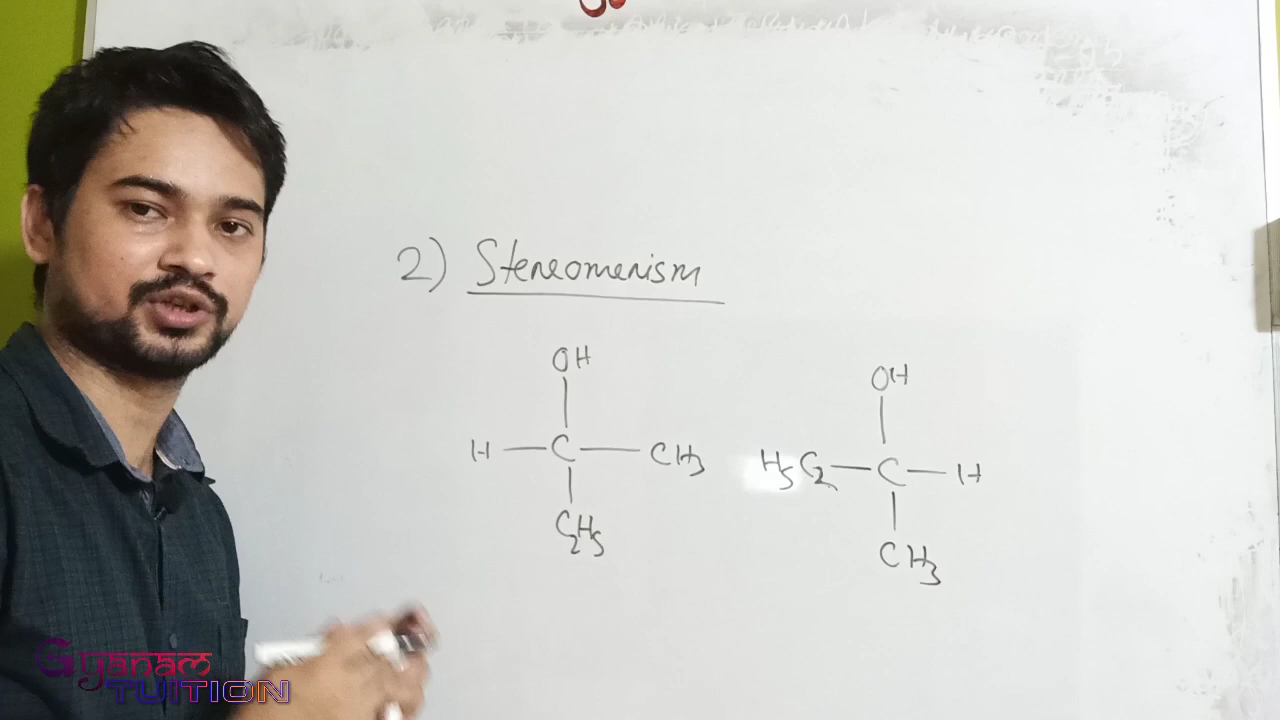 2) Stereomerism
OH
OH
H — C — CH3
H5C2 — C — H
C2H5
CH3
Gyanam
TUITION